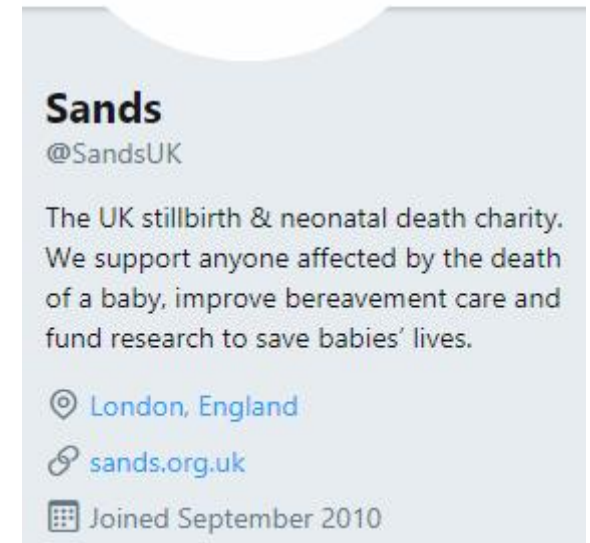 Sands
@SandsUK
The UK stillbirth & neonatal death charity.
We support anyone affected by the death
of a baby, improve bereavement care and
fund research to save babies’ lives.
London, England
sands.org.uk
Joined September 2010